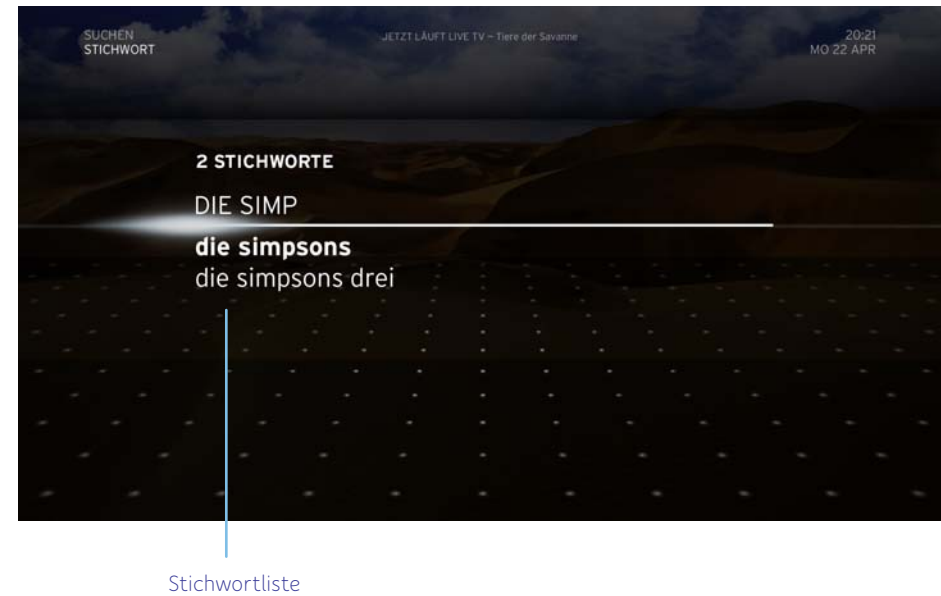 SUCHEN
STICHWORT
JETZT LÄUFT LIVE TV – Tiere der Savanne
20:21
MO 22 APR
2 STICHWORTE
DIE SIMP
die simpsons
die simpsons drei
Stichwortliste